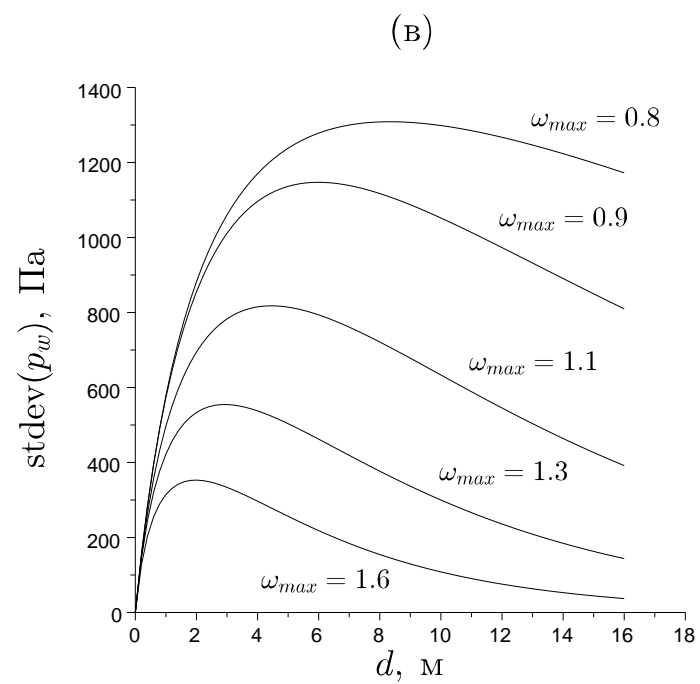 (в)
stdev(p_w), Па
1400
1200
1000
800
600
400
200
0
ω_max = 0.8
ω_max = 0.9
ω_max = 1.1
ω_max = 1.3
ω_max = 1.6
0 2 4 6 8 10 12 14 16 18
d, м